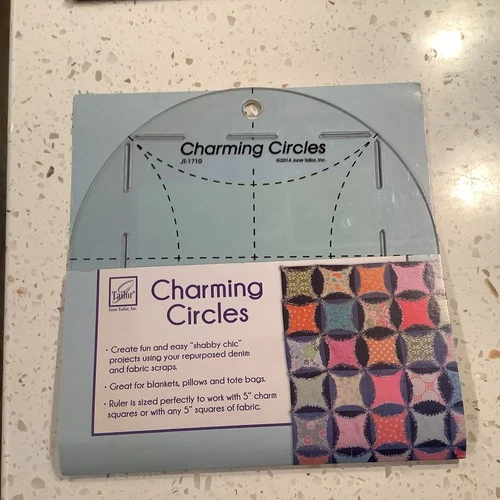 Charming Circles
JT-1710 ©2014 June Tailor, Inc.
June
Tailor®
June Tailor, Inc.
Charming
Circles
• Create fun and easy "shabby chic"
projects using your repurposed denim
and fabric scraps.
• Great for blankets, pillows and tote bags.
• Ruler is sized perfectly to work with 5" charm
squares or with any 5" squares of fabric.